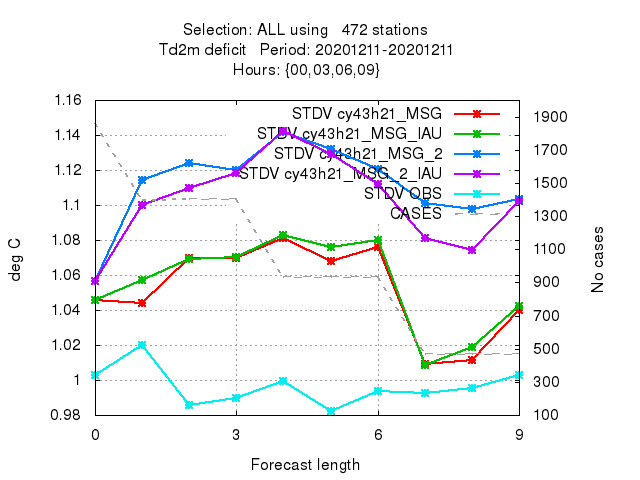 Selection: ALL using   472 stations
Td2m deficit   Period: 20201211-20201211
Hours: {00,03,06,09}
STDV cy43h21_MSG
STDV cy43h21_MSG_IAU
STDV cy43h21_MSG_2
STDV cy43h21_MSG_2_IAU
STDV OBS
CASES
deg C
1.16
1.14
1.12
1.1
1.08
1.06
1.04
1.02
1
0.98
1900
1700
1500
1300
1100
900
700
500
300
100
No cases
0 3 6 9
Forecast length